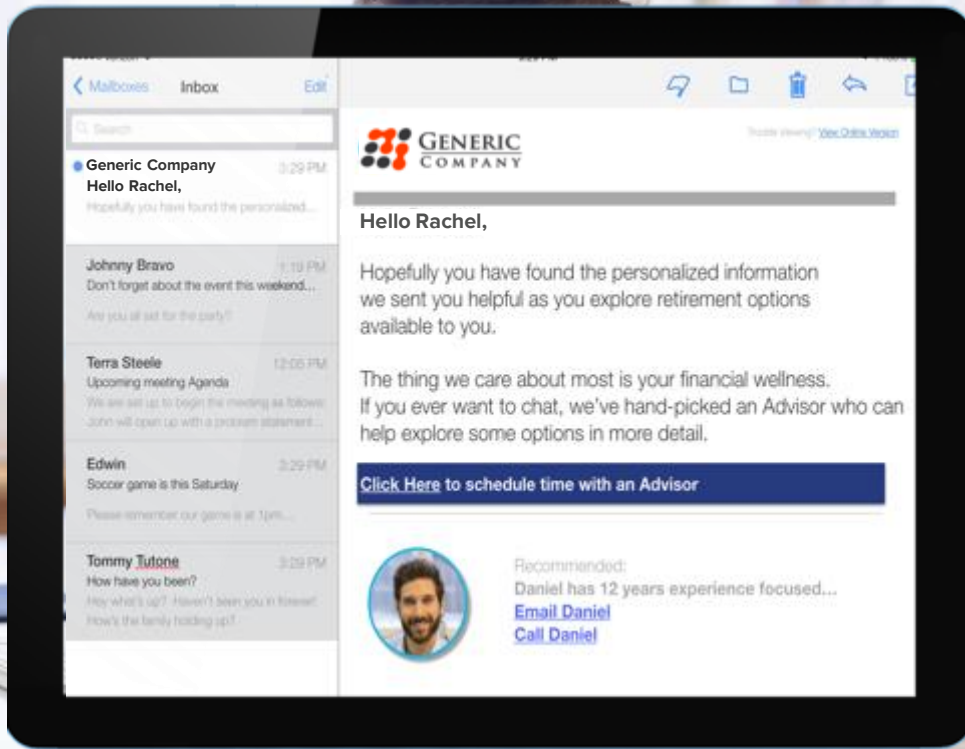 Mailboxes
Inbox
Edit
Search
Generic Company
3:29 PM
Hello Rachel,
Hopefully you have found the personalized...
Johnny Bravo
1:19 PM
Don't forget about the event this weekend...
Are you all set for the party?
Terra Steele
12:05 PM
Upcoming meeting Agenda
We are set up to begin the meeting as follows:
John will open up with a problem statement...
Edwin
3:29 PM
Soccer game is this Saturday
Please remember our game is at 1pm....
Tommy Tutone
3:29 PM
How have you been?
Hey what's up? Haven't seen you in forever!
How's the family holding up?
GENERIC
COMPANY
Trouble viewing? View Online Version
Hello Rachel,
Hopefully you have found the personalized information
we sent you helpful as you explore retirement options
available to you.
The thing we care about most is your financial wellness.
If you ever want to chat, we've hand-picked an Advisor who can
help explore some options in more detail.
Click Here to schedule time with an Advisor
Recommended:
Daniel has 12 years experience focused...
Email Daniel
Call Daniel